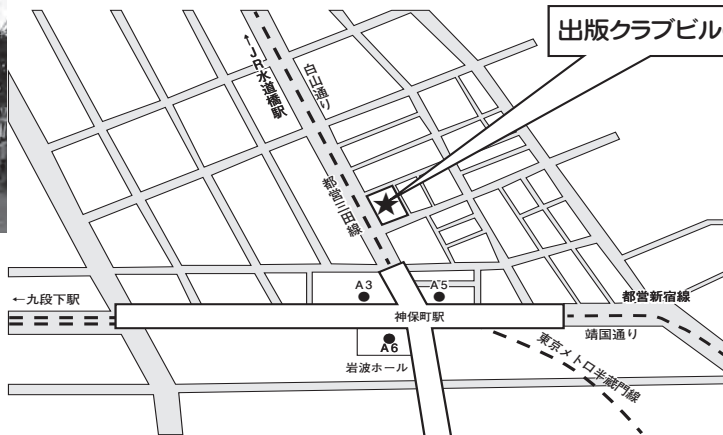 出版クラブビル
←JR水道橋駅
白山通り
都営三田線
A3
A5
←九段下駅
神保町駅
都営新宿線
靖国通り
A6
岩波ホール
東京メトロ半蔵門線